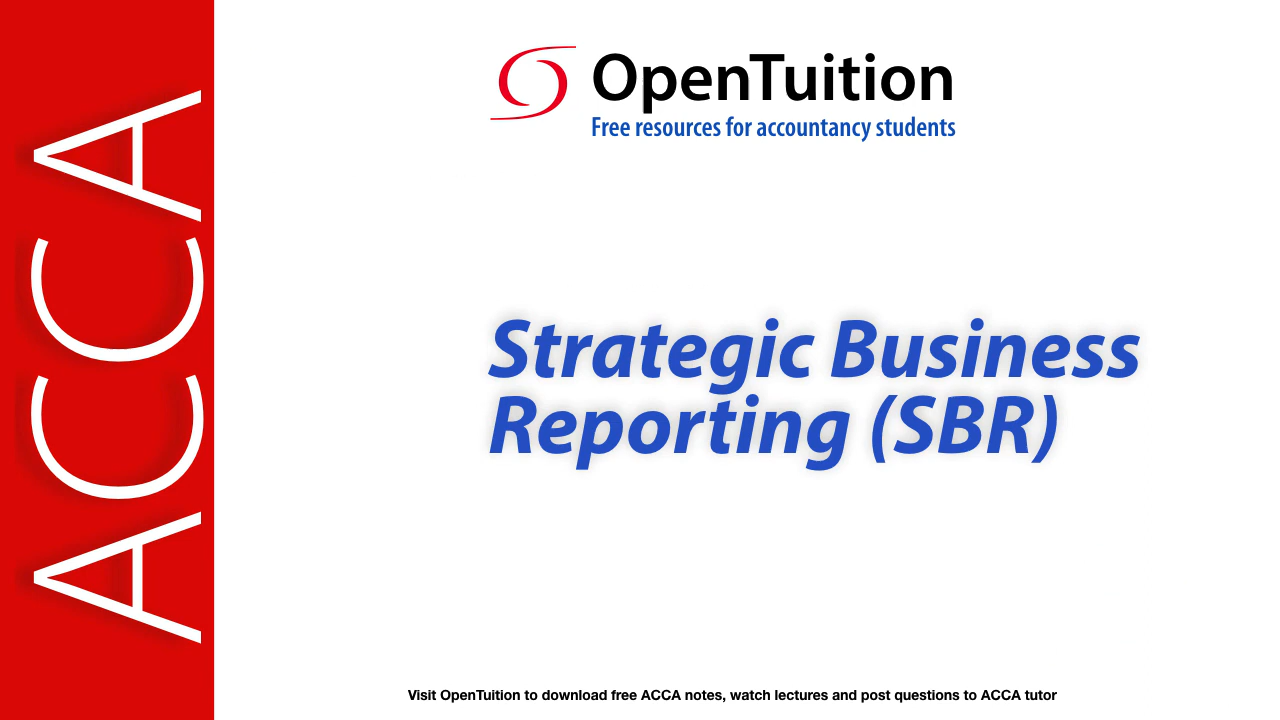 ACCA
OpenTuition
Free resources for accountancy students
Strategic Business
Reporting (SBR)
Visit OpenTuition to download free ACCA notes, watch lectures and post questions to ACCA tutor